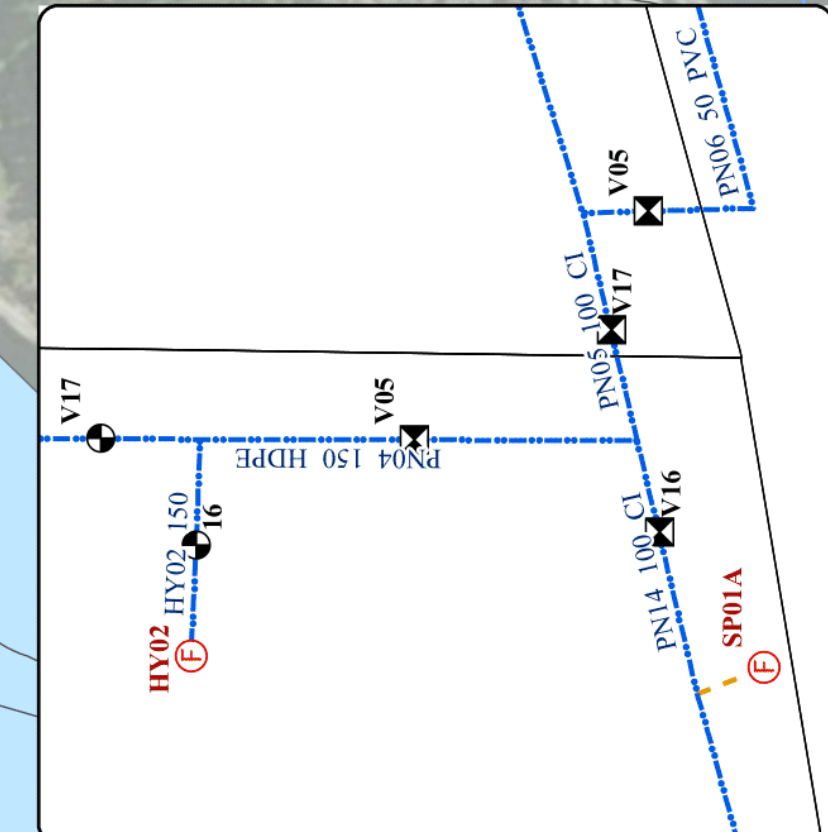 PN06 50 PVC
V05
PN05 100 CI
V17
V17
V05
PN04 150 HDPE
HY02 150
16
HY02
PN14 100 CI
V16
SP01A
F
F